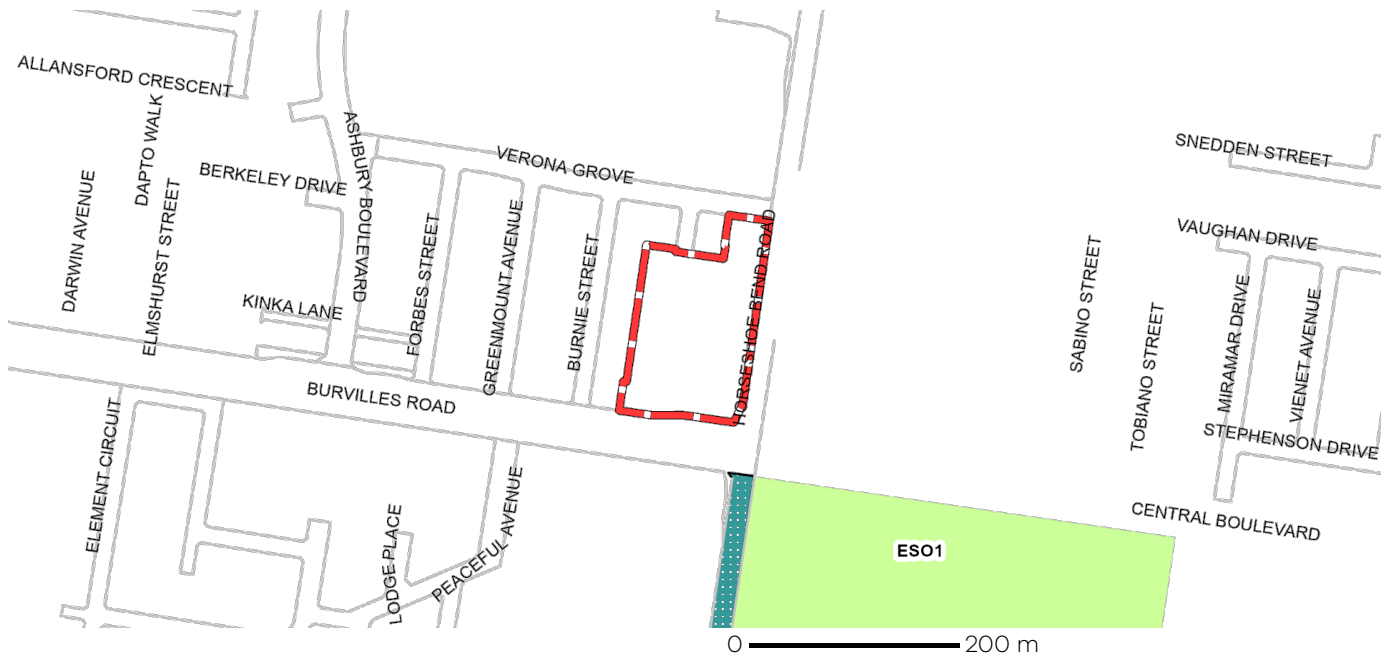 ALLANSFORD CRESCENT
DAPTO WALK
ASHBURY BOULEVARD
VERONA GROVE
SNEDDEN STREET
BERKELEY DRIVE
DARWIN AVENUE
ELMSHURST STREET
FORBES STREET
GREENMOUNT AVENUE
BURNIE STREET
HORSESHOE BEND ROAD
VAUGHAN DRIVE
SABINO STREET
TOBIANO STREET
MIRAMAR DRIVE
VIENET AVENUE
KINKA LANE
BURVILLES ROAD
STEPHENSON DRIVE
ELEMENT CIRCUIT
LODGE PLACE
PEACEFUL AVENUE
CENTRAL BOULEVARD
ESO1
0 200 m